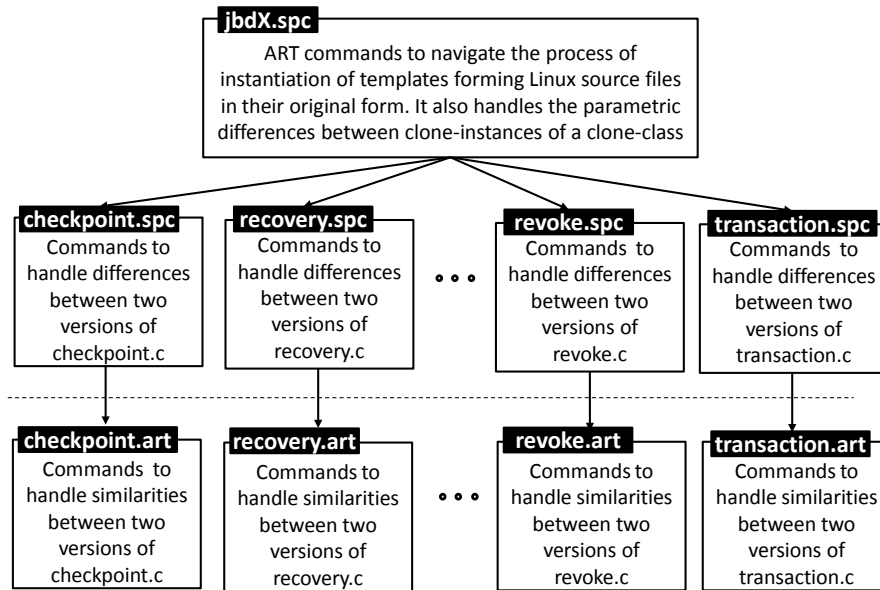 jbdX.spc
ART commands to navigate the process of
instantiation of templates forming Linux source files
in their original form. It also handles the parametric
differences between clone-instances of a clone-class
checkpoint.spc
Commands to
handle differences
between two
versions of
checkpoint.c
recovery.spc
Commands to
handle differences
between two
versions of
recovery.c
revoke.spc
Commands to
handle differences
between two
versions of
revoke.c
transaction.spc
Commands to
handle differences
between two
versions of
transaction.c
checkpoint.art
Commands to
handle similarities
between two
versions of
checkpoint.c
recovery.art
Commands to
handle similarities
between two
versions of
recovery.c
revoke.art
Commands to
handle similarities
between two
versions of
revoke.c
transaction.art
Commands to
handle similarities
between two
versions of
transaction.c